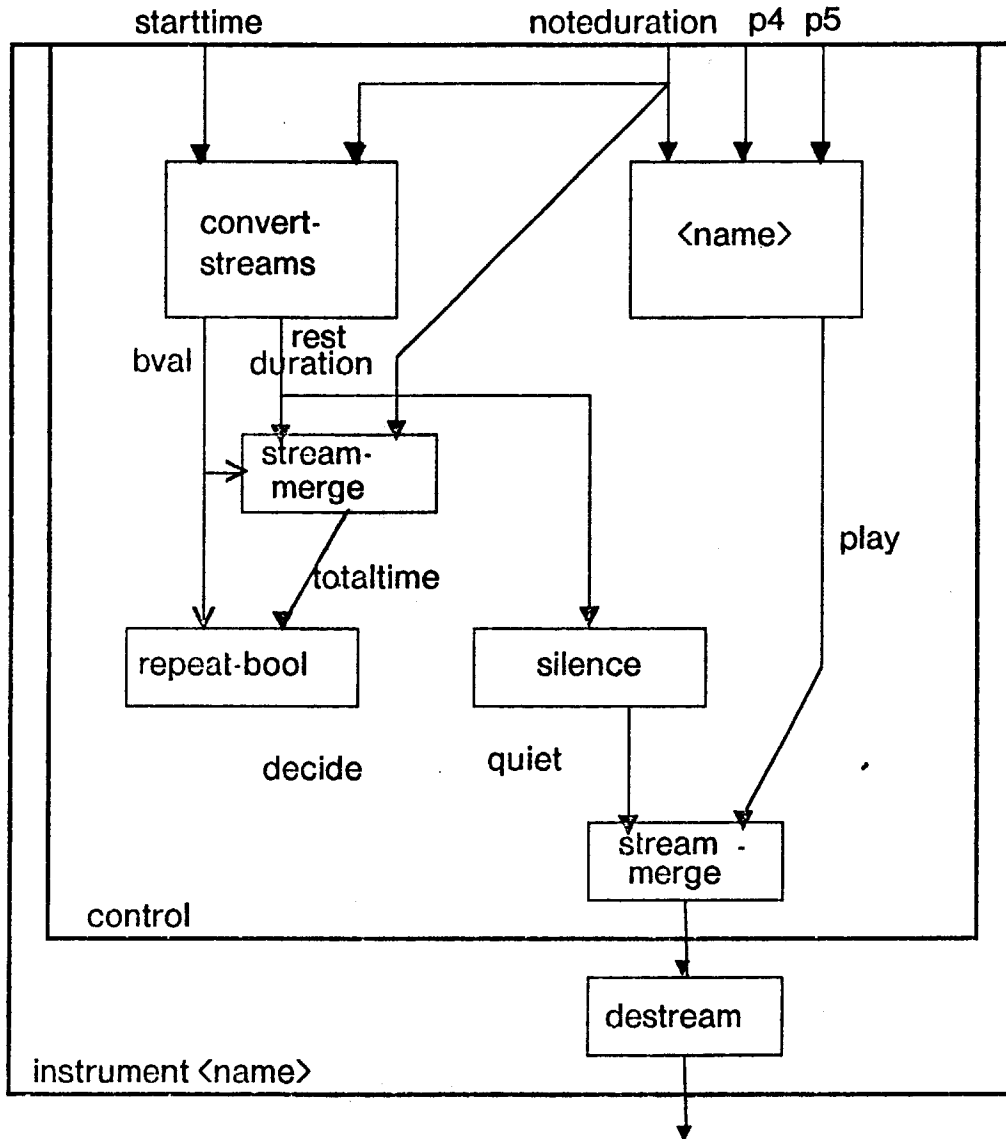 starttime
noteduration
p4
p5
convert-
streams
<name>
bval
rest
duration
stream-
merge
play
totaltime
repeat-bool
silence
decide
quiet
stream -
merge
control
destream
instrument <name>